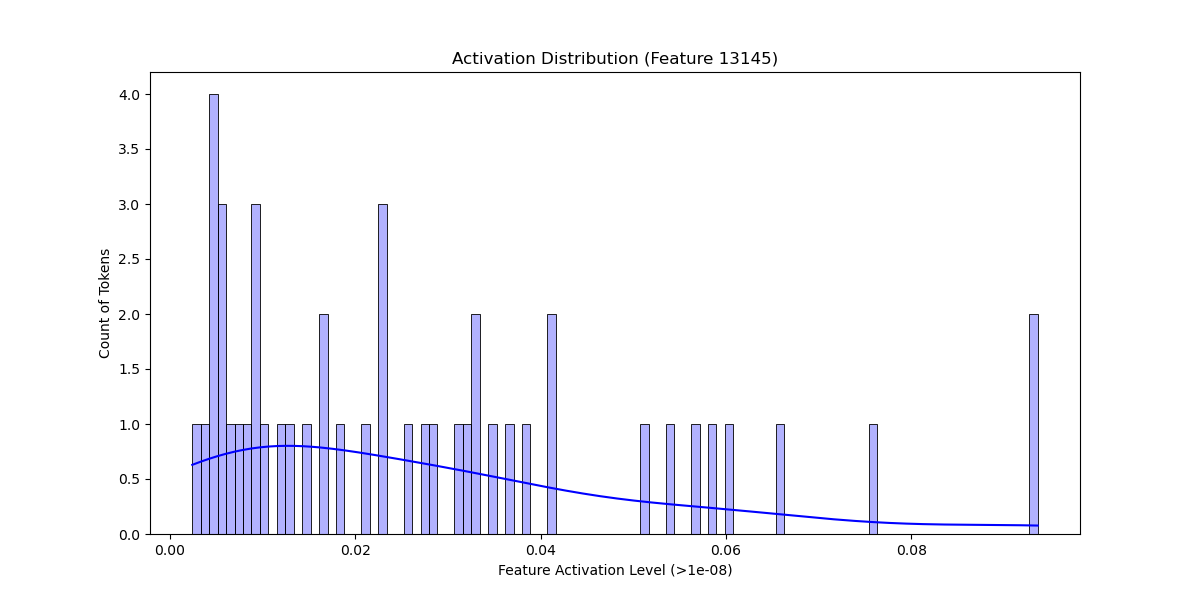 Activation Distribution (Feature 13145)
4.0
3.5
3.0
2.5
2.0
1.5
1.0
0.5
0.0
Count of Tokens
0.00 0.02 0.04 0.06 0.08
Feature Activation Level (>1e-08)